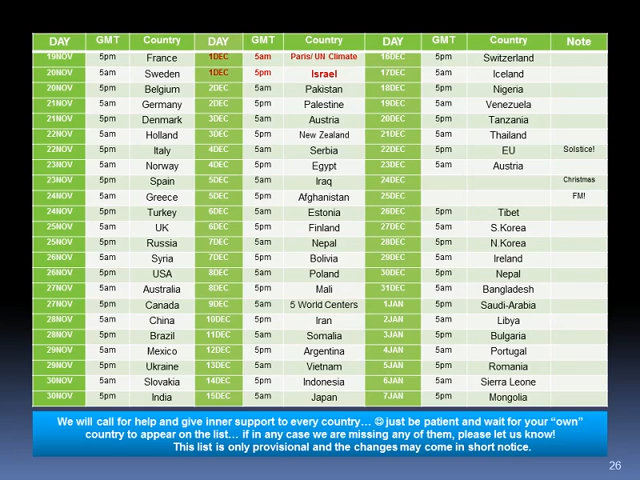 DAY GMT Country DAY GMT Country DAY GMT Country Note
19NOV 5pm France 1DEC 5am Paris/ UN Climate 16DEC 5pm Switzerland
20NOV 5am Sweden 1DEC 5pm Israel 17DEC 5am Iceland
20NOV 5pm Belgium 2DEC 5am Pakistan 18DEC 5pm Nigeria
21NOV 5am Germany 2DEC 5pm Palestine 19DEC 5am Venezuela
21NOV 5pm Denmark 3DEC 5am Austria 20DEC 5pm Tanzania
22NOV 5am Holland 3DEC 5pm New Zealand 21DEC 5am Thailand
22NOV 5pm Italy 4DEC 5am Serbia 22DEC 5pm EU Solstice!
23NOV 5am Norway 4DEC 5pm Egypt 23DEC 5am Austria
23NOV 5pm Spain 5DEC 5am Iraq 24DEC Christmas
24NOV 5am Greece 5DEC 5pm Afghanistan 25DEC FM!
24NOV 5pm Turkey 6DEC 5am Estonia 26DEC 5pm Tibet
25NOV 5am UK 6DEC 5pm Finland 27DEC 5am S.Korea
25NOV 5pm Russia 7DEC 5am Nepal 28DEC 5pm N.Korea
26NOV 5am Syria 7DEC 5pm Bolivia 29DEC 5am Ireland
26NOV 5pm USA 8DEC 5am Poland 30DEC 5pm Nepal
27NOV 5am Australia 8DEC 5pm Mali 31DEC 5am Bangladesh
27NOV 5pm Canada 9DEC 5am 5 World Centers 1JAN 5pm Saudi-Arabia
28NOV 5am China 10DEC 5pm Iran 2JAN 5am Libya
28NOV 5pm Brazil 11DEC 5am Somalia 3JAN 5pm Bulgaria
29NOV 5am Mexico 12DEC 5pm Argentina 4JAN 5am Portugal
29NOV 5pm Ukraine 13DEC 5am Vietnam 5JAN 5pm Romania
30NOV 5am Slovakia 14DEC 5pm Indonesia 6JAN 5am Sierra Leone
30NOV 5pm India 15DEC 5am Japan 7JAN 5pm Mongolia
We will call for help and give inner support to every country… ☺ just be patient and wait for your “own”
country to appear on the list… if in any case we are missing any of them, please let us know!
This list is only provisional and the changes may come in short notice.
26